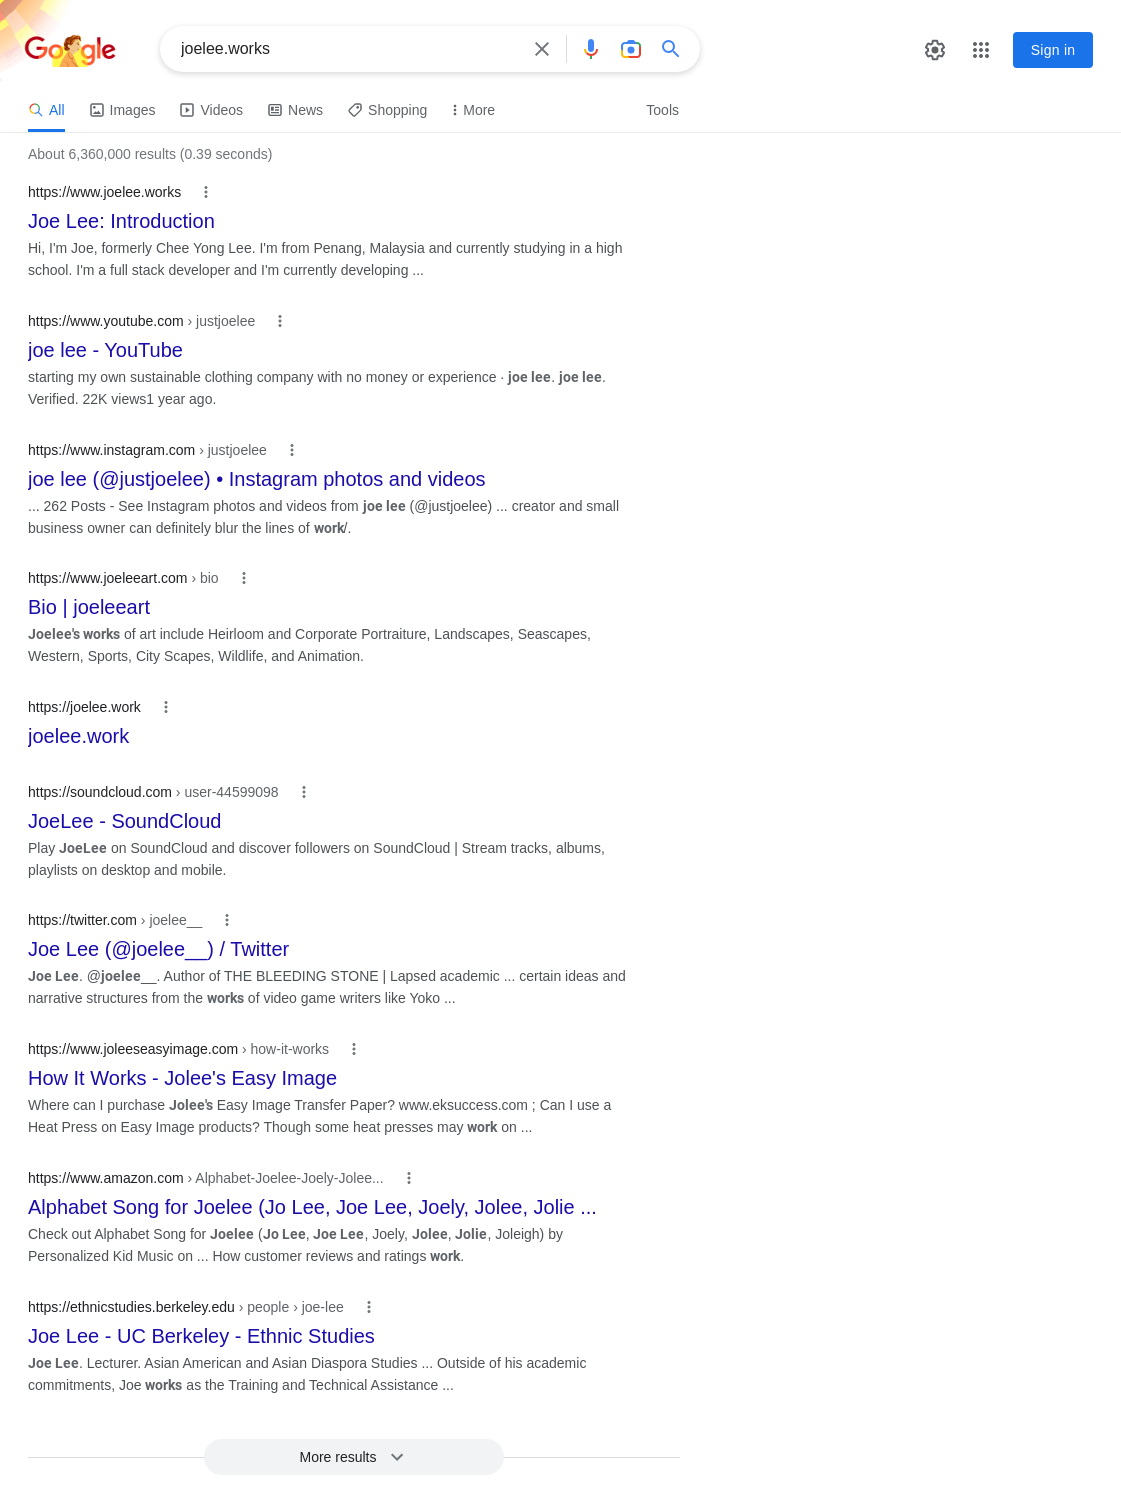 Google
joelee.works
Sign in
All Images Videos News Shopping More Tools
About 6,360,000 results (0.39 seconds)
https://www.joelee.works
Joe Lee: Introduction
Hi, I'm Joe, formerly Chee Yong Lee. I'm from Penang, Malaysia and currently studying in a high
school. I'm a full stack developer and I'm currently developing ...
https://www.youtube.com › justjoelee
joe lee - YouTube
starting my own sustainable clothing company with no money or experience · joe lee. joe lee.
Verified. 22K views1 year ago.
https://www.instagram.com › justjoelee
joe lee (@justjoelee) • Instagram photos and videos
... 262 Posts - See Instagram photos and videos from joe lee (@justjoelee) ... creator and small
business owner can definitely blur the lines of work/.
https://www.joeleeart.com › bio
Bio | joeleeart
Joelee's works of art include Heirloom and Corporate Portraiture, Landscapes, Seascapes,
Western, Sports, City Scapes, Wildlife, and Animation.
https://joelee.work
joelee.work
https://soundcloud.com › user-44599098
JoeLee - SoundCloud
Play JoeLee on SoundCloud and discover followers on SoundCloud | Stream tracks, albums,
playlists on desktop and mobile.
https://twitter.com › joelee__
Joe Lee (@joelee__) / Twitter
Joe Lee. @joelee__. Author of THE BLEEDING STONE | Lapsed academic ... certain ideas and
narrative structures from the works of video game writers like Yoko ...
https://www.joleeseasyimage.com › how-it-works
How It Works - Jolee's Easy Image
Where can I purchase Jolee's Easy Image Transfer Paper? www.eksuccess.com ; Can I use a
Heat Press on Easy Image products? Though some heat presses may work on ...
https://www.amazon.com › Alphabet-Joelee-Joely-Jolee...
Alphabet Song for Joelee (Jo Lee, Joe Lee, Joely, Jolee, Jolie ...
Check out Alphabet Song for Joelee (Jo Lee, Joe Lee, Joely, Jolee, Jolie, Joleigh) by
Personalized Kid Music on ... How customer reviews and ratings work.
https://ethnicstudies.berkeley.edu › people › joe-lee
Joe Lee - UC Berkeley - Ethnic Studies
Joe Lee. Lecturer. Asian American and Asian Diaspora Studies ... Outside of his academic
commitments, Joe works as the Training and Technical Assistance ...
More results